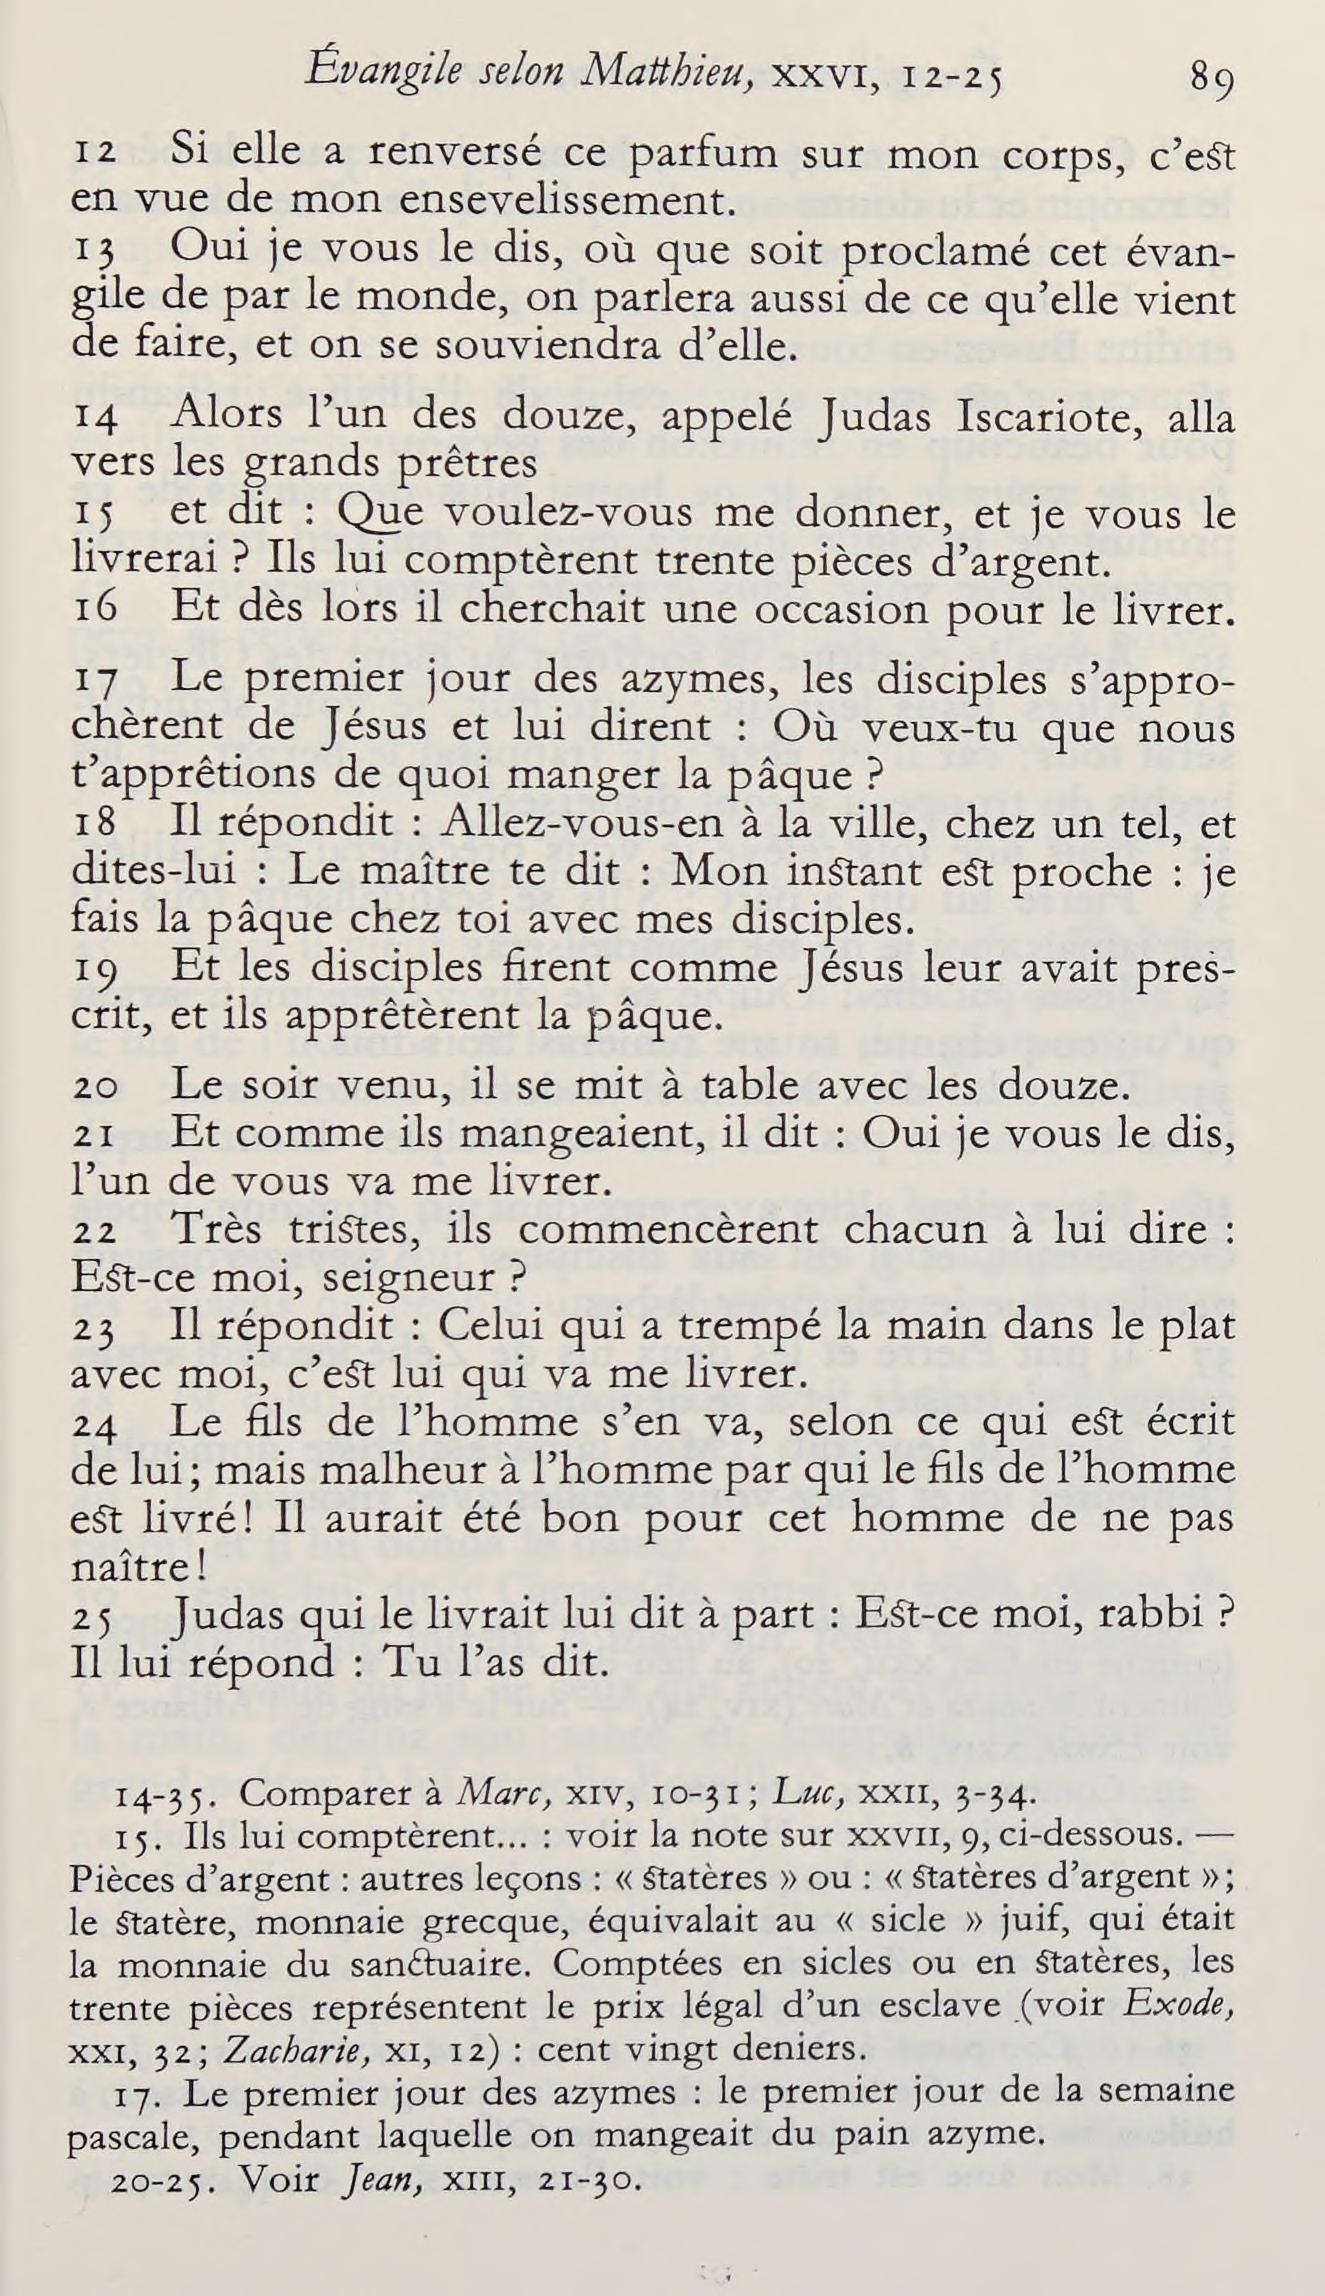 Évangile selon Matthieu, XXVI, 12-25 89
12 Si elle a renversé ce parfum sur mon corps, c’est
en vue de mon ensevelissement.
13 Oui je vous le dis, où que soit proclamé cet évan-
gile de par le monde, on parlera aussi de ce qu’elle vient
de faire, et on se souviendra d’elle.
14 Alors l’un des douze, appelé Judas Iscariote, alla
vers les grands prêtres
15 et dit : Que voulez-vous me donner, et je vous le
livrerai ? Ils lui comptèrent trente pièces d’argent.
16 Et dès lors il cherchait une occasion pour le livrer.
17 Le premier jour des azymes, les disciples s’appro-
chèrent de Jésus et lui dirent : Où veux-tu que nous
t’apprêtions de quoi manger la pâque ?
18 Il répondit : Allez-vous-en à la ville, chez un tel, et
dites-lui : Le maître te dit : Mon instant est proche : je
fais la pâque chez toi avec mes disciples.
19 Et les disciples firent comme Jésus leur avait pres-
crit, et ils apprêtèrent la pâque.
20 Le soir venu, il se mit à table avec les douze.
21 Et comme ils mangeaient, il dit : Oui je vous le dis,
l’un de vous va me livrer.
22 Très tristes, ils commencèrent chacun à lui dire :
Est-ce moi, seigneur ?
23 Il répondit : Celui qui a trempé la main dans le plat
avec moi, c’est lui qui va me livrer.
24 Le fils de l’homme s’en va, selon ce qui est écrit
de lui ; mais malheur à l’homme par qui le fils de l’homme
est livré ! Il aurait été bon pour cet homme de ne pas
naître !
25 Judas qui le livrait lui dit à part : Est-ce moi, rabbi ?
Il lui répond : Tu l’as dit.
14-35. Comparer à Marc, XIV, 10-31 ; Luc, XXII, 3-34.
15. Ils lui comptèrent... : voir la note sur XXVII, 9, ci-dessous. —
Pièces d’argent : autres leçons : « statères » ou : « statères d’argent » ;
le statère, monnaie grecque, équivalait au « sicle » juif, qui était
la monnaie du sanctuaire. Comptées en sicles ou en statères, les
trente pièces représentent le prix légal d’un esclave (voir Exode,
XXI, 32 ; Zacharie, XI, 12) : cent vingt deniers.
17. Le premier jour des azymes : le premier jour de la semaine
pascale, pendant laquelle on mangeait du pain azyme.
20-25. Voir Jean, XIII, 21-30.